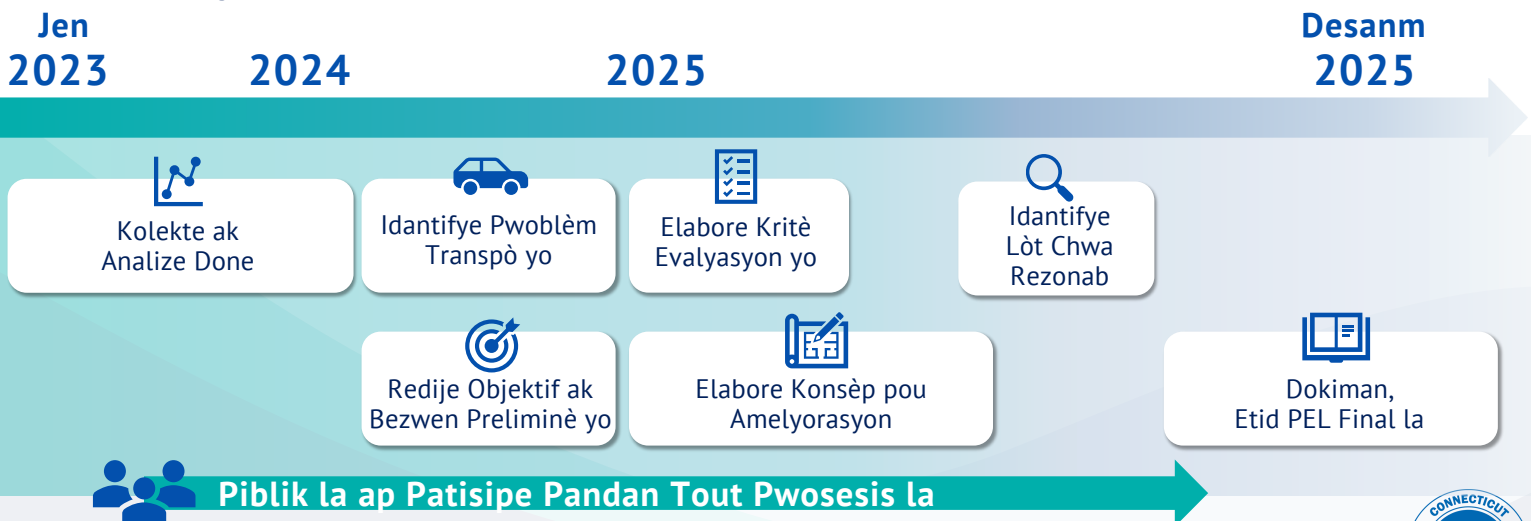 Jen
2023
2024
2025
Desanm
2025
Kolekte ak
Analize Done
Idantifye Pwoblèm
Transpò yo
Elabore Kritè
Evalyasyon yo
Idantifye
Lòt Chwa
Rezonab
Redije Objektif ak
Bezwen Preliminè yo
Elabore Konsèp pou
Amelyorasyon
Dokiman,
Etid PEL Final la
Piblik la ap Patisipe Pandan Tout Pwosesis la
CONNECTICUT